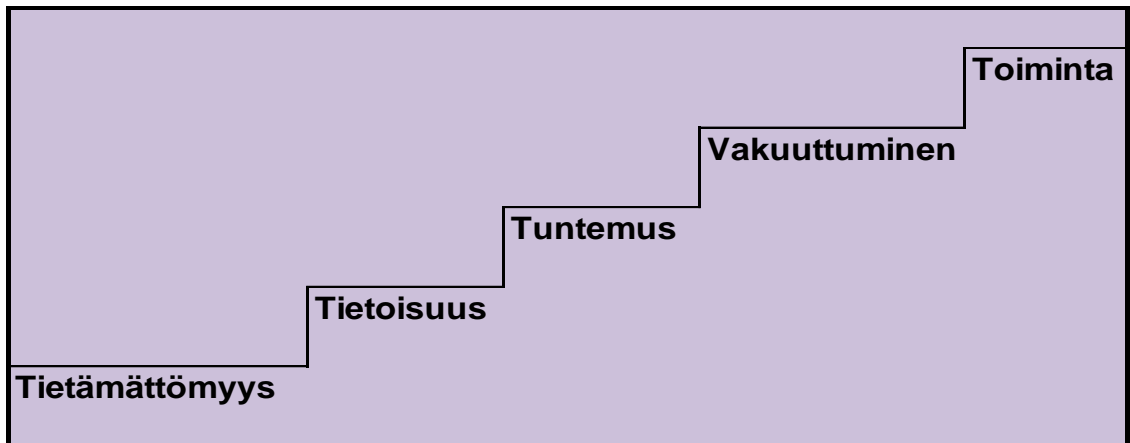 Toiminta
Vakuuttuminen
Tuntemus
Tietoisuus
Tietämättömyys